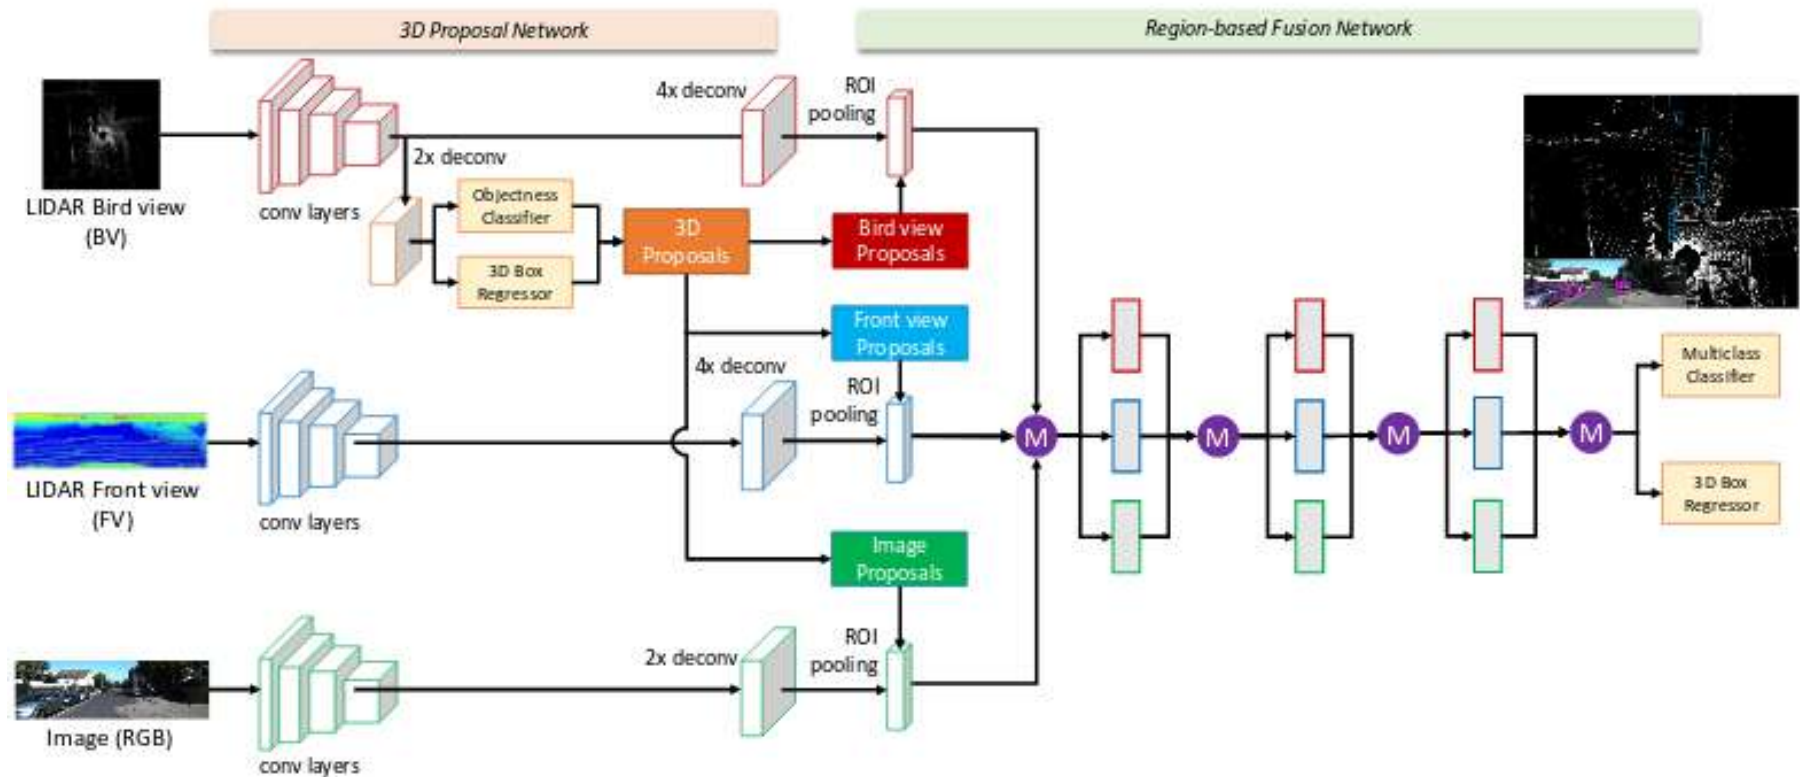 3D Proposal Network
Region-based Fusion Network
4x deconv
ROI
pooling
2x deconv
LIDAR Bird view
(BV)
conv layers
Objectness
Classifier
3D Box
Regressor
3D
Proposals
Bird view
Proposals
Front view
Proposals
4x deconv
ROI
pooling
LIDAR Front view
(FV)
conv layers
M
M
M
M
Multiclass
Classifier
3D Box
Regressor
Image
Proposals
2x deconv
ROI
pooling
Image (RGB)
conv layers